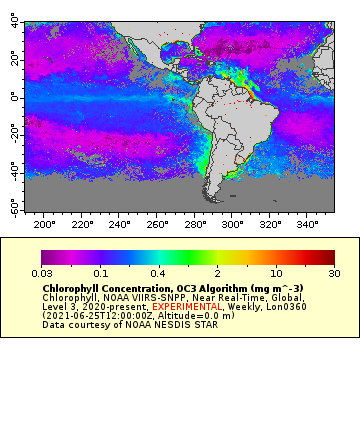 40°
20°
0°
-20°
-40°
-60°
200° 220° 240° 260° 280° 300° 320° 340°
0.03 0.1 0.4 2 10 30
Chlorophyll Concentration, OC3 Algorithm (mg m^-3)
Chlorophyll, NOAA VIIRS-SNPP, Near Real-Time, Global,
Level 3, 2020-present, EXPERIMENTAL, Weekly, Lon0360
(2021-06-25T12:00:00Z, Altitude=0.0 m)
Data courtesy of NOAA NESDIS STAR